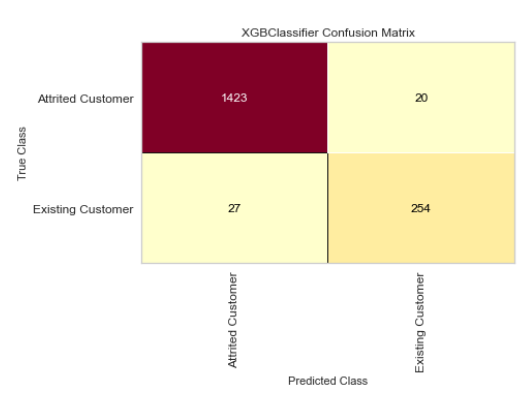 XGBClassifier Confusion Matrix
True Class
Attrited Customer
1423
20
Existing Customer
27
254
Attrited Customer
Existing Customer
Predicted Class